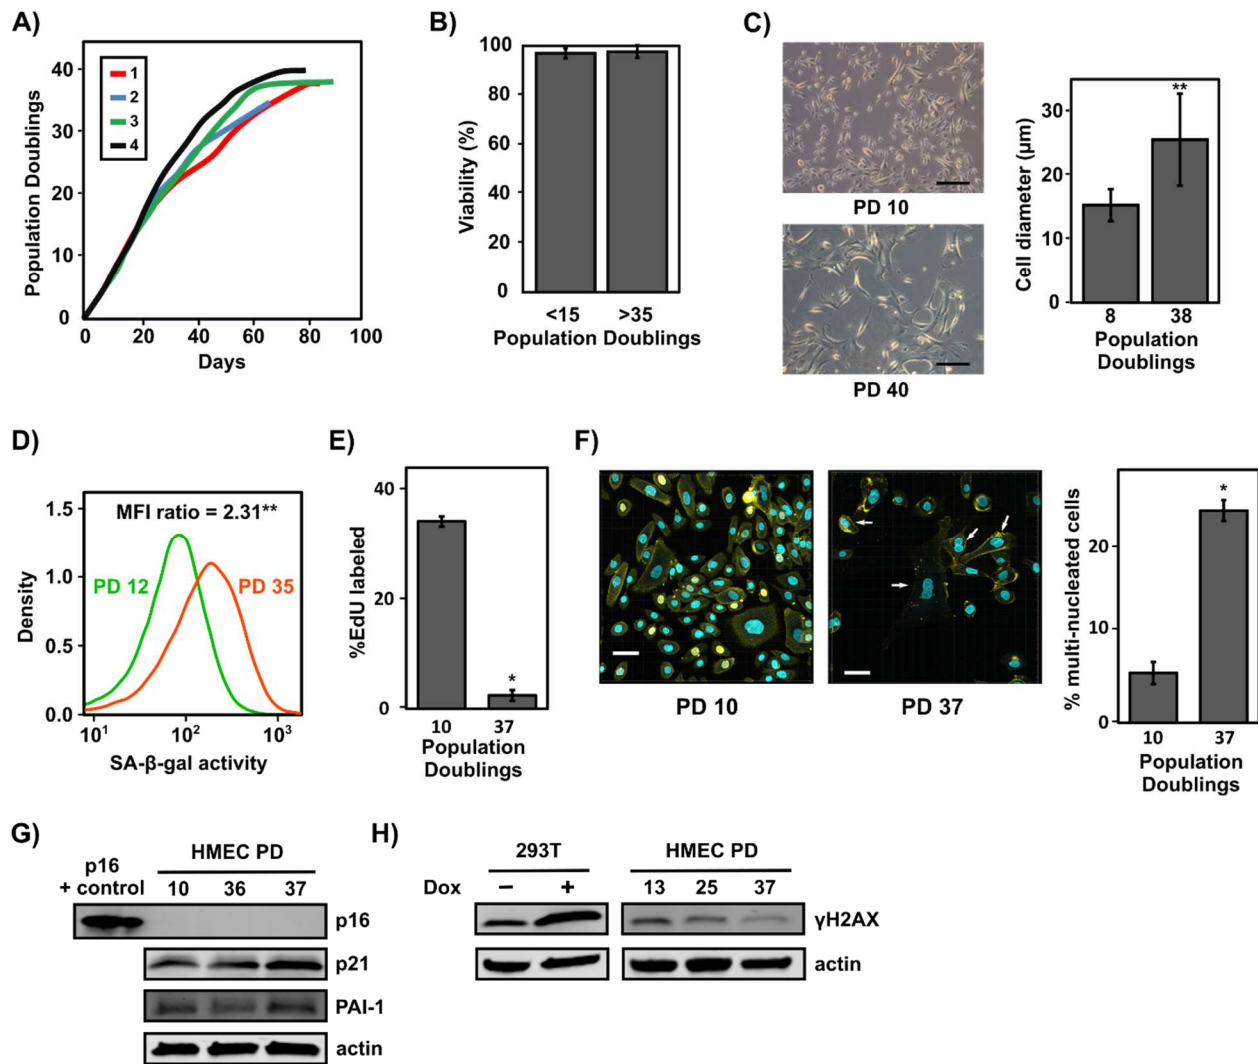 A)
Population Doublings
40
30
20
10
0
1
2
3
4
0 20 40 60 80 100
Days
B)
Viability (%)
100
80
60
40
20
0
<15 >35
Population Doublings
C)
PD 10
PD 40
Cell diameter (µm)
30
20
10
0
**
8 38
Population
Doublings
D)
Density
1.5
1.0
0.5
0.0
MFI ratio = 2.31**
PD 12
PD 35
10¹ 10² 10³
SA-β-gal activity
E)
%EdU labeled
40
20
0
*
10 37
Population
Doublings
F)
PD 10
PD 37
% multi-nucleated cells
20
10
0
*
10 37
Population
Doublings
G)
p16
+ control
HMEC PD
10 36 37
p16
p21
PAI-1
actin
H)
293T
HMEC PD
Dox − + 13 25 37
γH2AX
actin